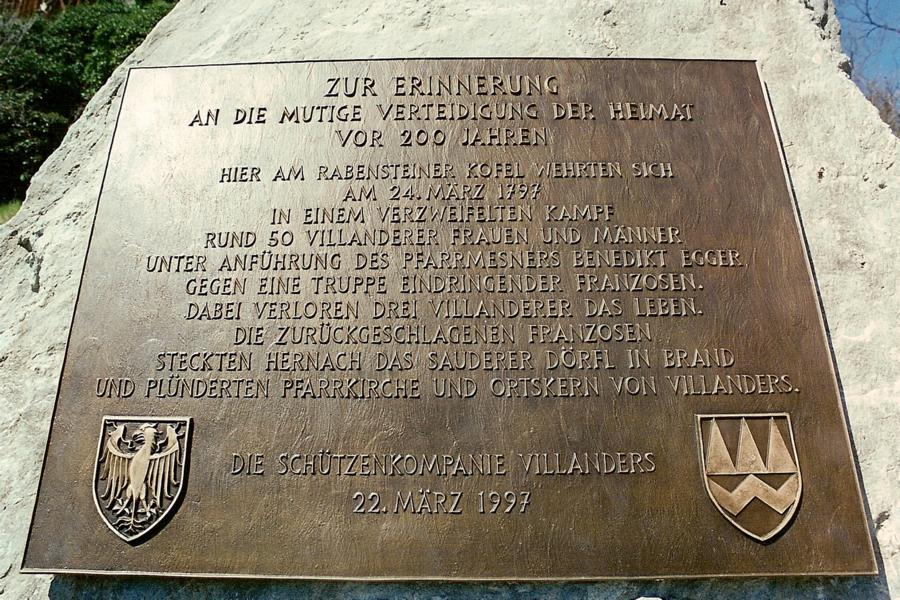 ZUR ERINNERUNG
AN DIE MUTIGE VERTEIDIGUNG DER HEIMAT
VOR 200 JAHREN
HIER AM RABENSTEINER KOFEL WEHRTEN SICH
AM 24. MÄRZ 1797
IN EINEM VERZWEIFELTEN KAMPF
RUND 50 VILLANDERER FRAUEN UND MÄNNER
UNTER ANFÜHRUNG DES PFARRMESNERS BENEDIKT EGGER
GEGEN EINE TRUPPE EINDRINGENDER FRANZOSEN.
DABEI VERLOREN DREI VILLANDERER DAS LEBEN.
DIE ZURÜCKGESCHLAGENEN FRANZOSEN
STECKTEN HERNACH DAS SAUDERER DÖRFL IN BRAND
UND PLÜNDERTEN PFARRKIRCHE UND ORTSKERN VON VILLANDERS.
DIE SCHÜTZENKOMPANIE VILLANDERS
22. MÄRZ 1997